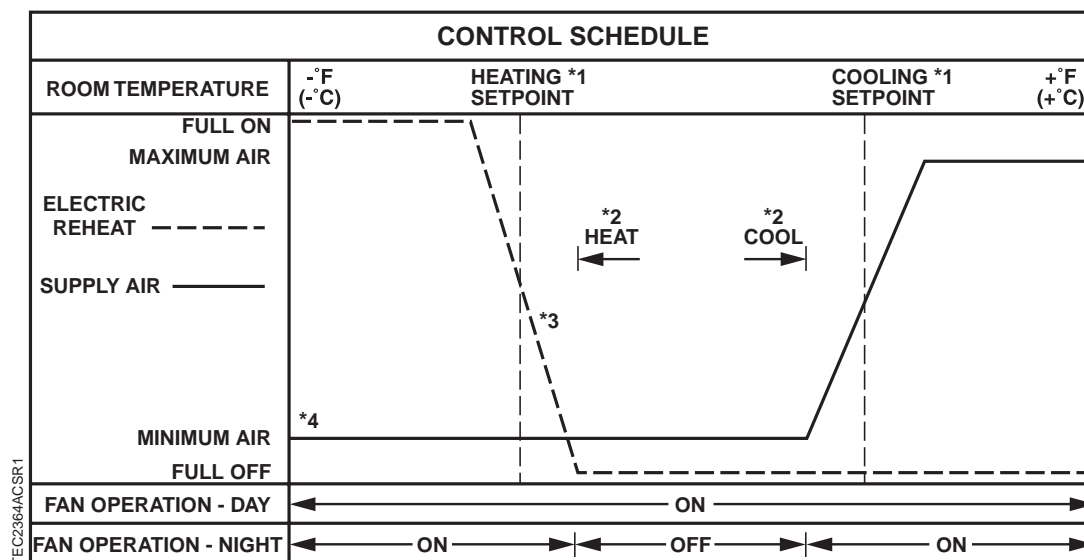 CONTROL SCHEDULE
ROOM TEMPERATURE -˚F (-˚C) HEATING *1 SETPOINT COOLING *1 SETPOINT +˚F (+˚C)
FULL ON
MAXIMUM AIR
ELECTRIC REHEAT
*2 HEAT
*2 COOL
SUPPLY AIR
*3
*4
MINIMUM AIR
FULL OFF
FAN OPERATION - DAY ON
FAN OPERATION - NIGHT ON OFF ON
TEC2364ACSR1